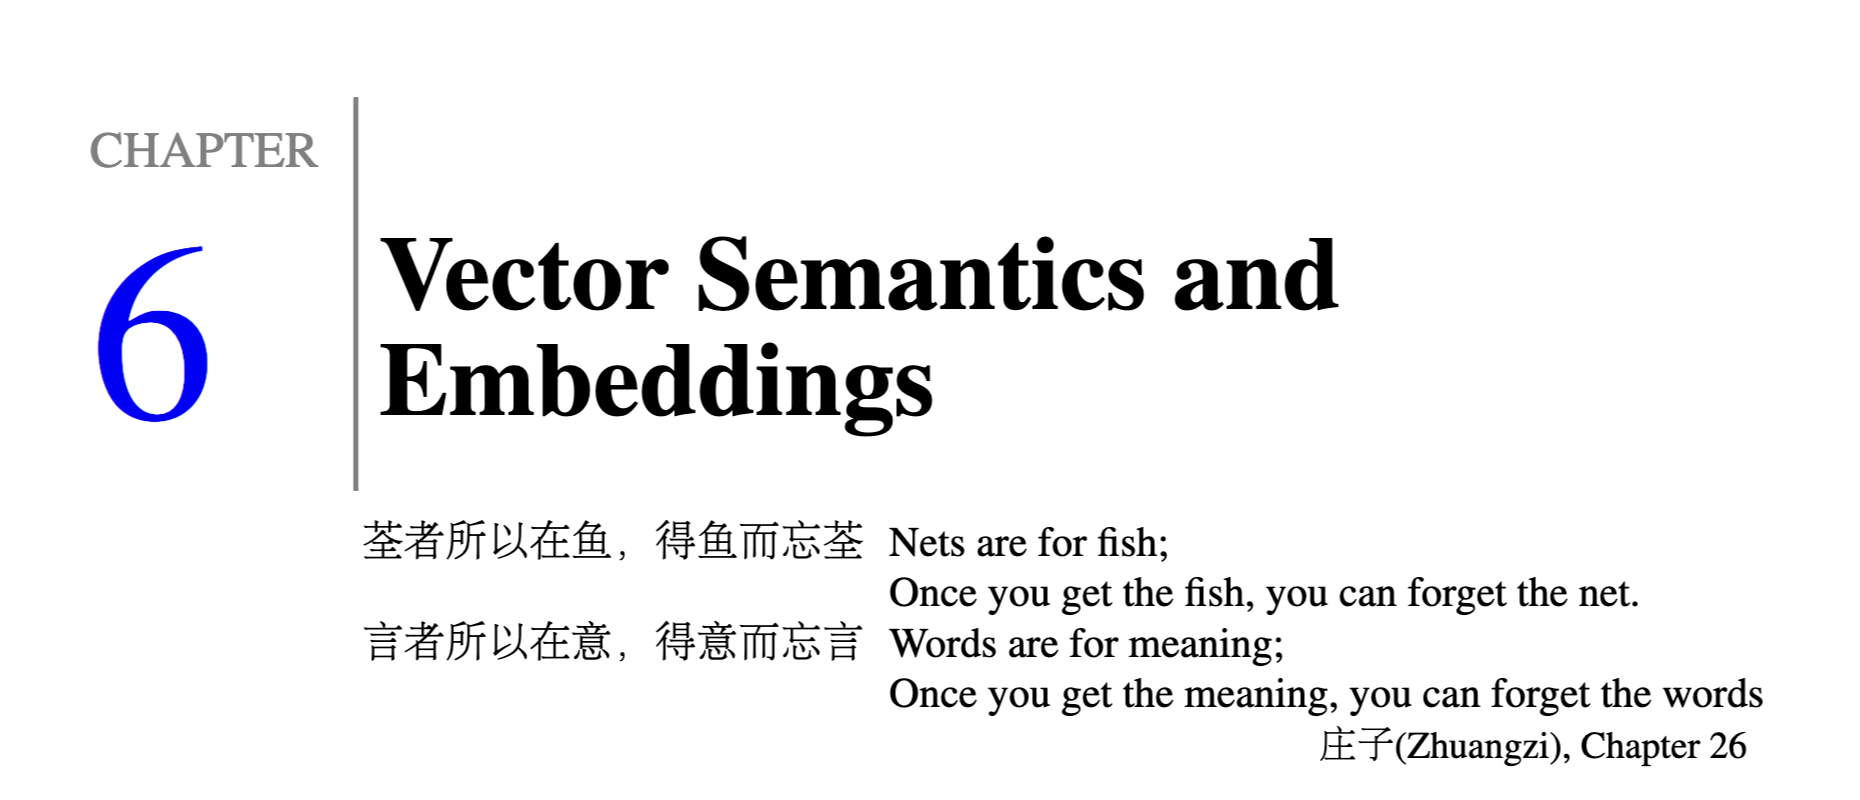 CHAPTER
6
Vector Semantics and
Embeddings
荃者所以在鱼，得鱼而忘荃 Nets are for fish;
Once you get the fish, you can forget the net.
言者所以在意，得意而忘言 Words are for meaning;
Once you get the meaning, you can forget the words
庄子(Zhuangzi), Chapter 26